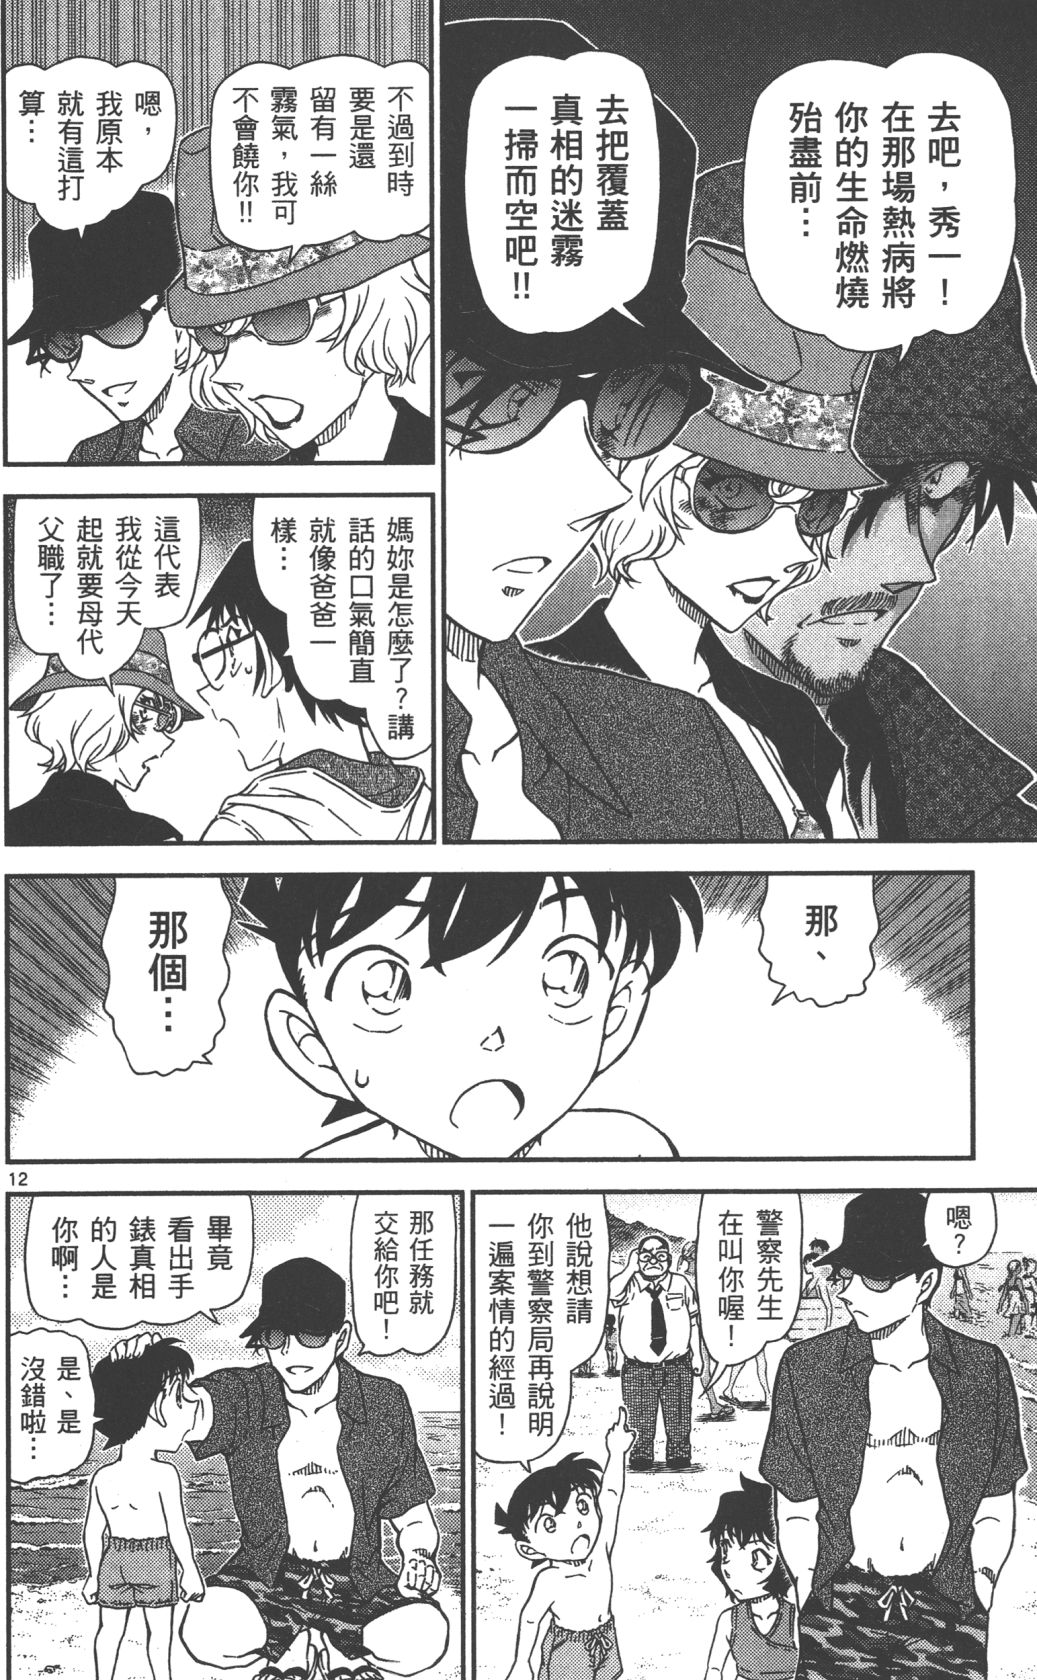 去吧，秀一！
在那場熱病將
你的生命燃燒
殆盡前…
去把覆蓋
真相的迷霧
一掃而空吧!!
不過到時
要是還
留有一絲
霧氣，我可
不會饒你!!
嗯，
我原本
就有這打
算…
媽妳是怎麼了？講
話的口氣簡直
就像爸爸一
樣…
這代表
我從今天
起就要母代
父職了…
那、
那個…
12
嗯？
警察先生
在叫你喔！
他說想請
你到警察局再說明
一遍案情的經過！
那任務就
交給你吧！
畢竟
看出手
錶真相
的人是
你啊…
是、是
沒錯啦…